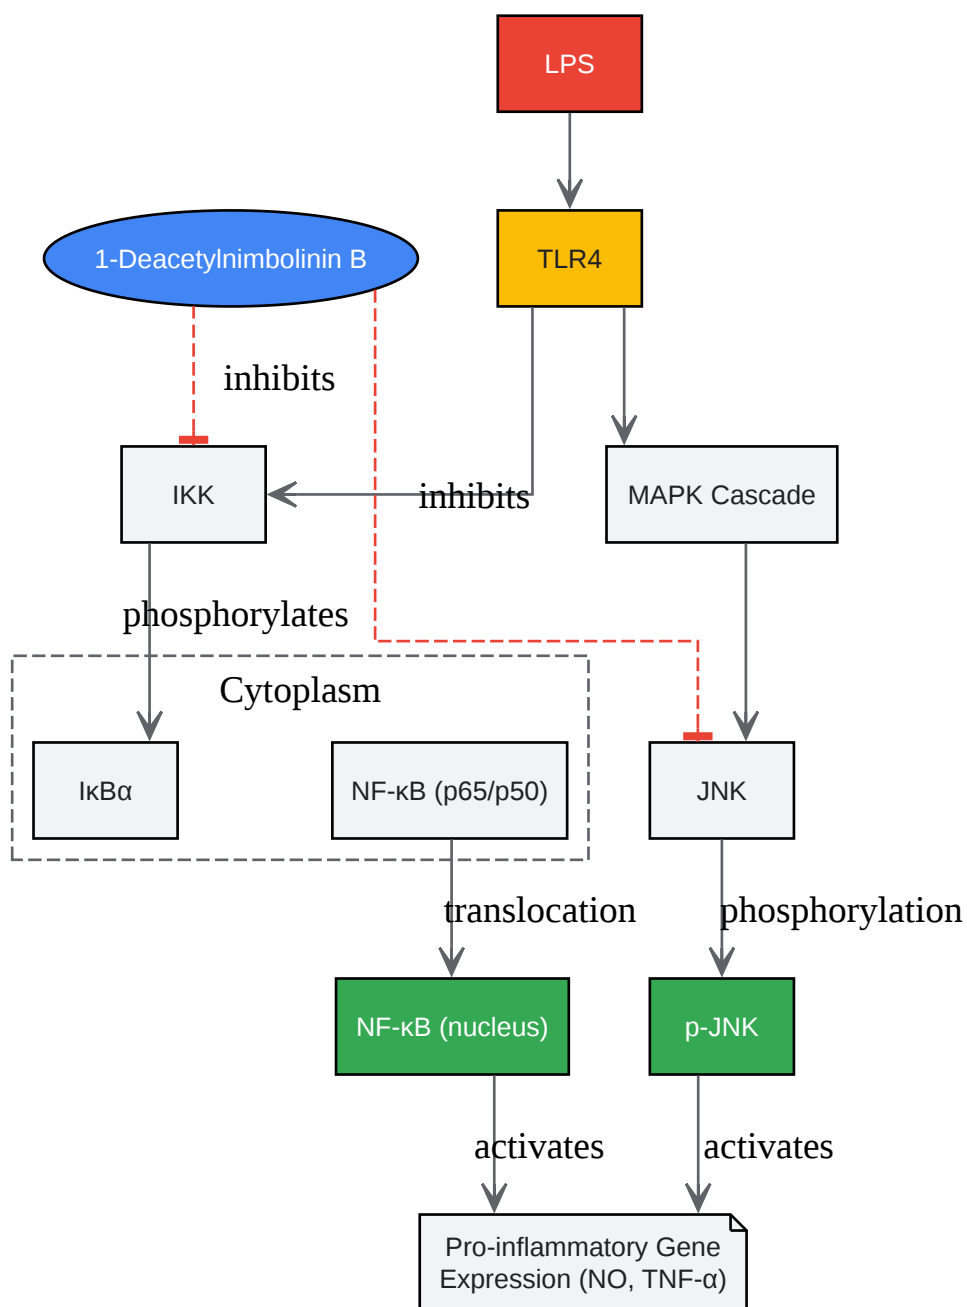 LPS
1-Deacetylnimbolinin B
TLR4
inhibits
IKK
inhibits
MAPK Cascade
phosphorylates
Cytoplasm
IκBα
NF-κB (p65/p50)
JNK
translocation
phosphorylation
NF-κB (nucleus)
p-JNK
activates
activates
Pro-inflammatory Gene
Expression (NO, TNF-α)